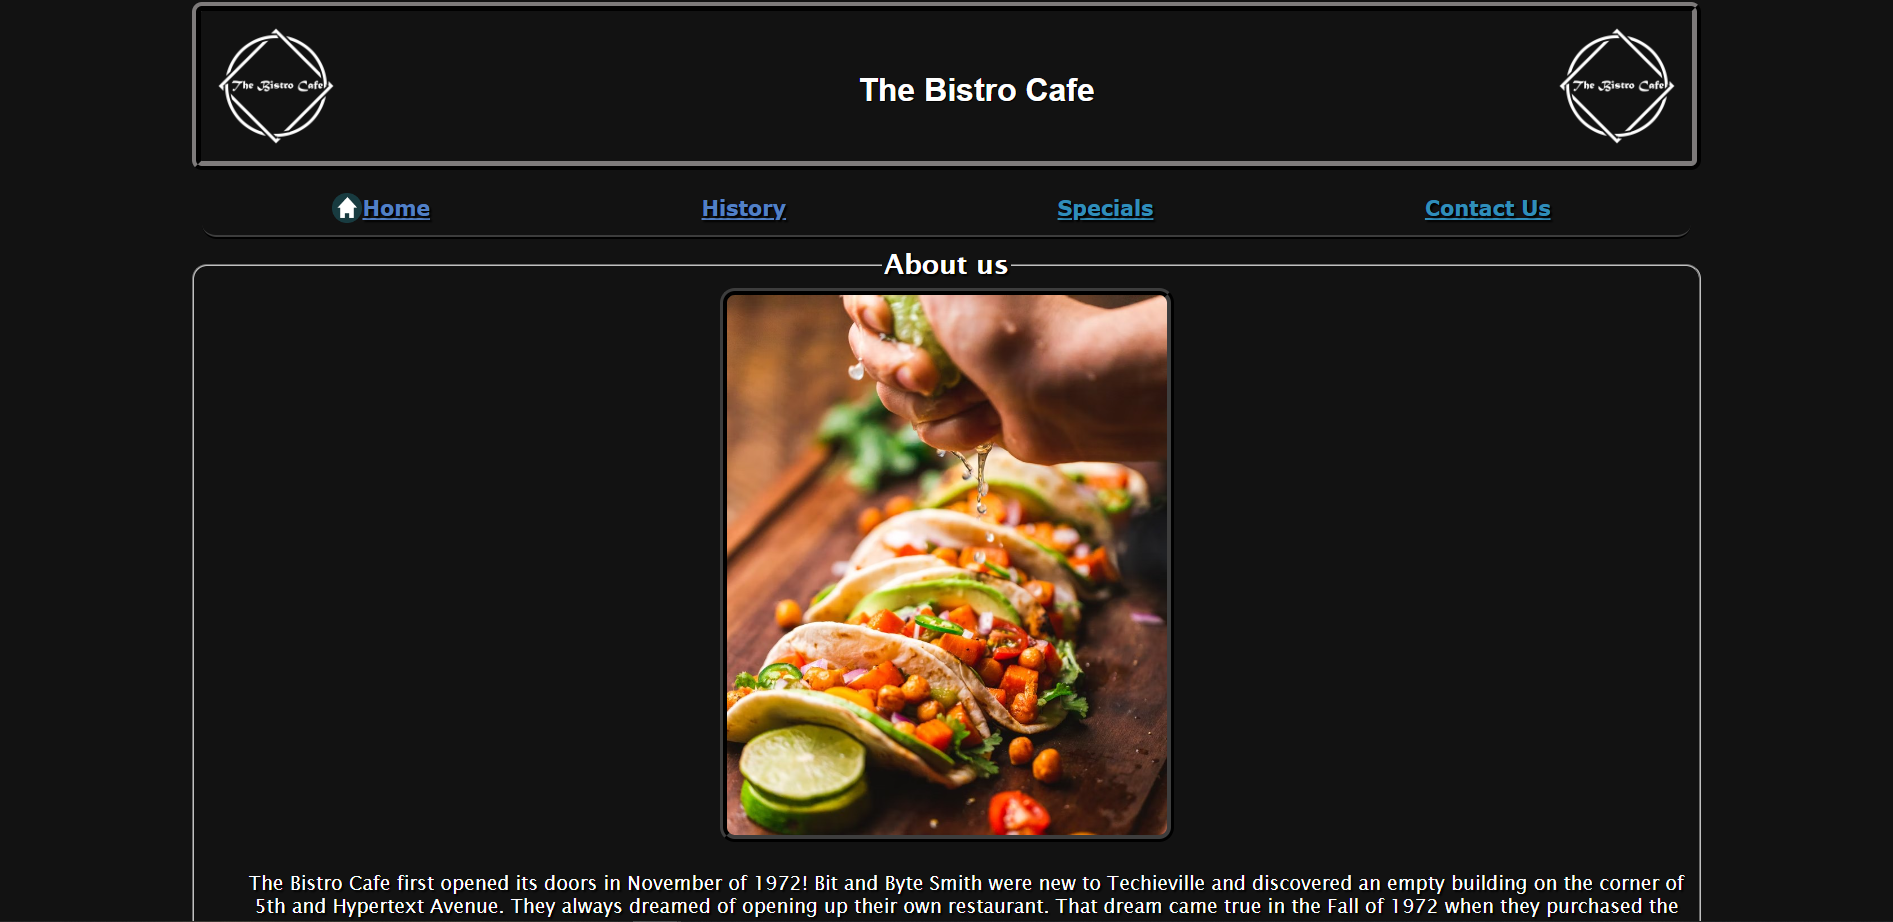 The Bistro Cafe
The Bistro Cafe
The Bistro Cafe
Home
History
Specials
Contact Us
About us
The Bistro Cafe first opened its doors in November of 1972! Bit and Byte Smith were new to Techieville and discovered an empty building on the corner of
5th and Hypertext Avenue. They always dreamed of opening up their own restaurant. That dream came true in the Fall of 1972 when they purchased the